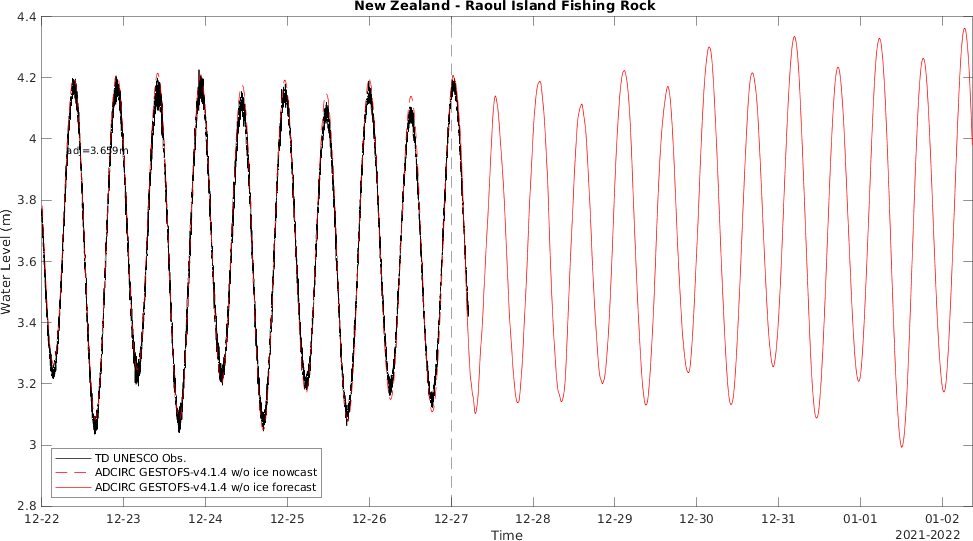 New Zealand - Raoul Island Fishing Rock
4.4
4.2
4
3.8
3.6
3.4
3.2
3
2.8
Water Level (m)
adj=3.659m
TD UNESCO Obs.
ADCIRC GESTOFS-v4.1.4 w/o ice nowcast
ADCIRC GESTOFS-v4.1.4 w/o ice forecast
12-22 12-23 12-24 12-25 12-26 12-27 12-28 12-29 12-30 12-31 01-01 01-02
Time
2021-2022